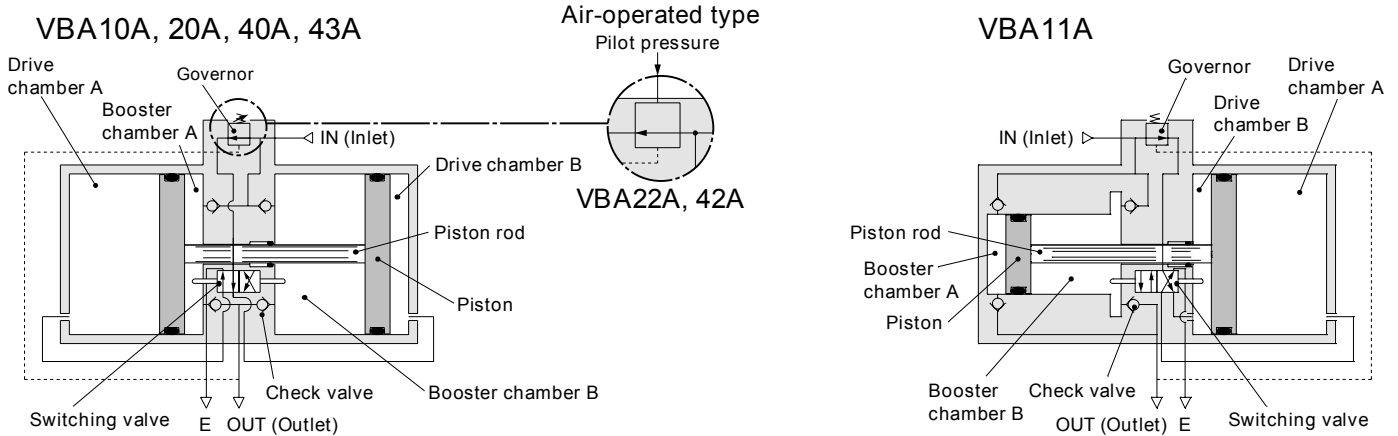 VBA10A, 20A, 40A, 43A
Drive
chamber A
Governor
Booster
chamber A
IN (Inlet)
Drive chamber B
Piston rod
Piston
Booster chamber B
Check valve
Switching valve
E
OUT (Outlet)
Air-operated type
Pilot pressure
VBA22A, 42A
VBA11A
Governor
Drive
chamber A
Drive
chamber B
IN (Inlet)
Piston rod
Booster
chamber A
Piston
Booster
chamber B
Check valve
OUT (Outlet)
E
Switching valve